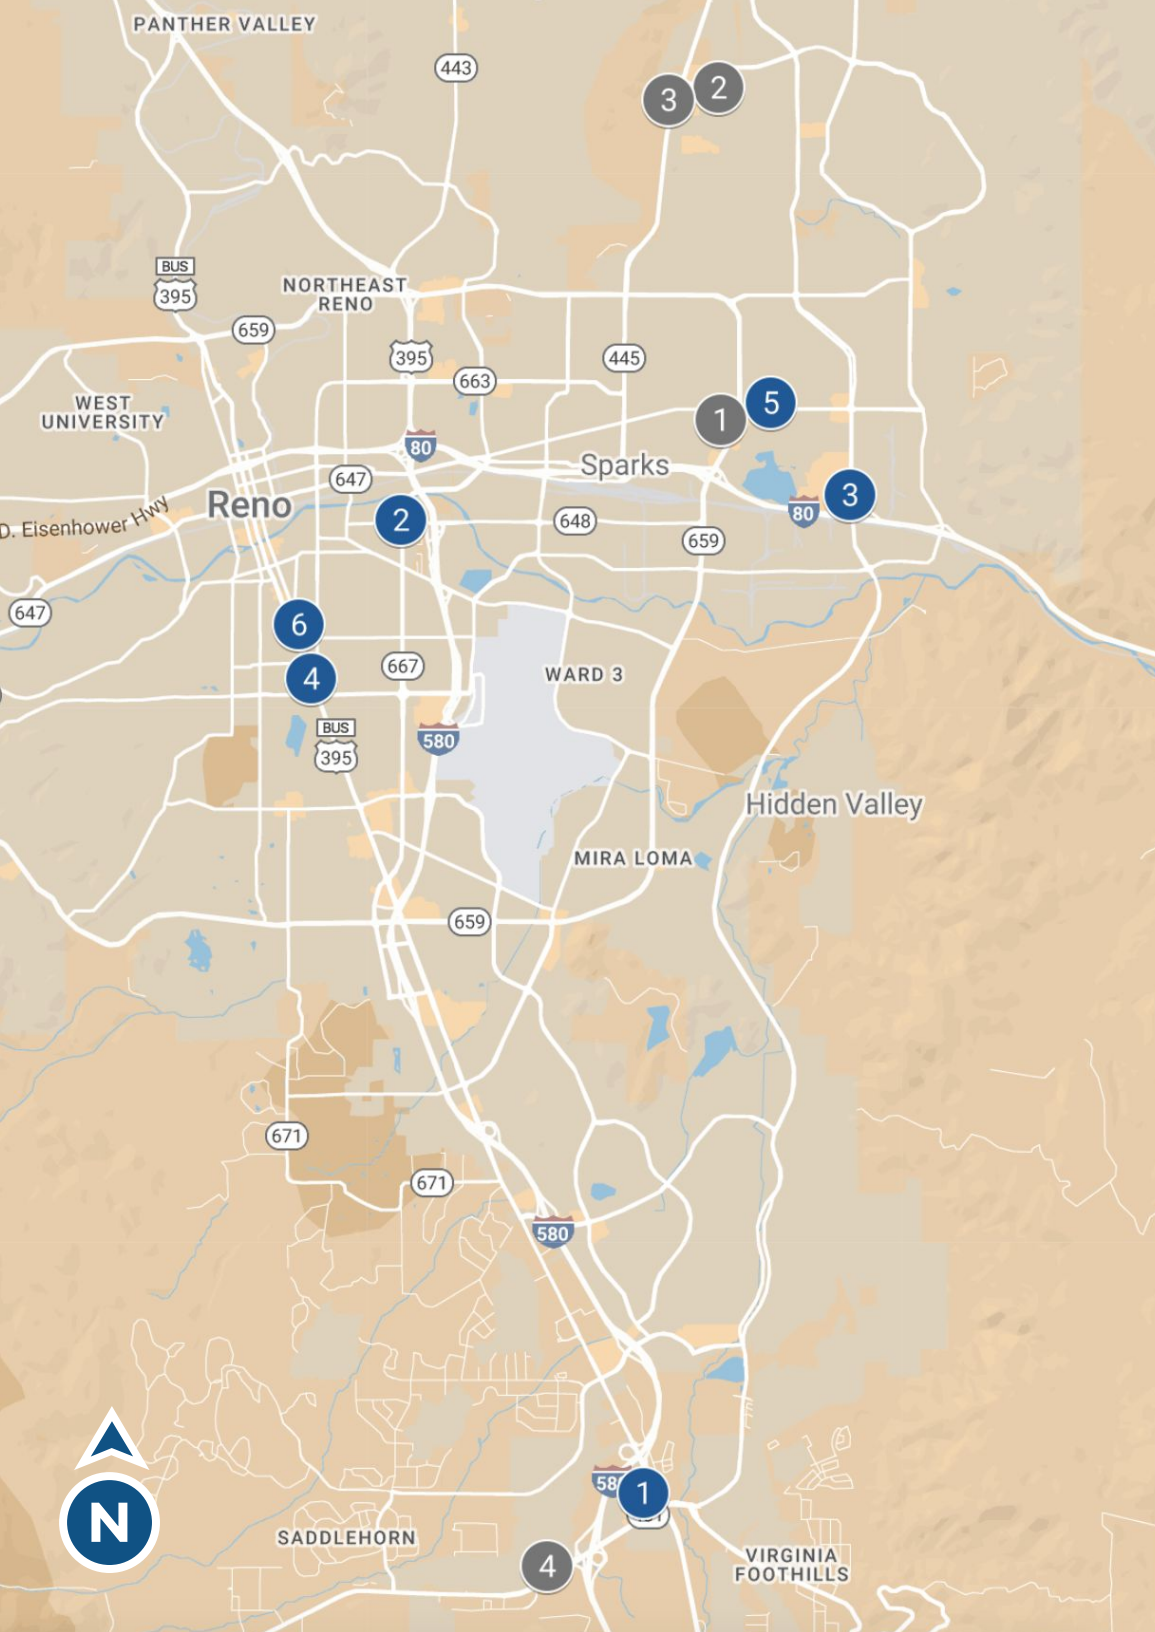 PANTHER VALLEY
443
3
2
BUS
395
NORTHEAST
RENO
659
395
445
663
WEST
UNIVERSITY
1
5
80
Sparks
647
Reno
D. Eisenhower Hwy
2
648
3
80
659
647
6
4
667
WARD 3
BUS
395
580
Hidden Valley
MIRA LOMA
659
671
671
580
580
1
N
SADDLEHORN
4
VIRGINIA
FOOTHILLS